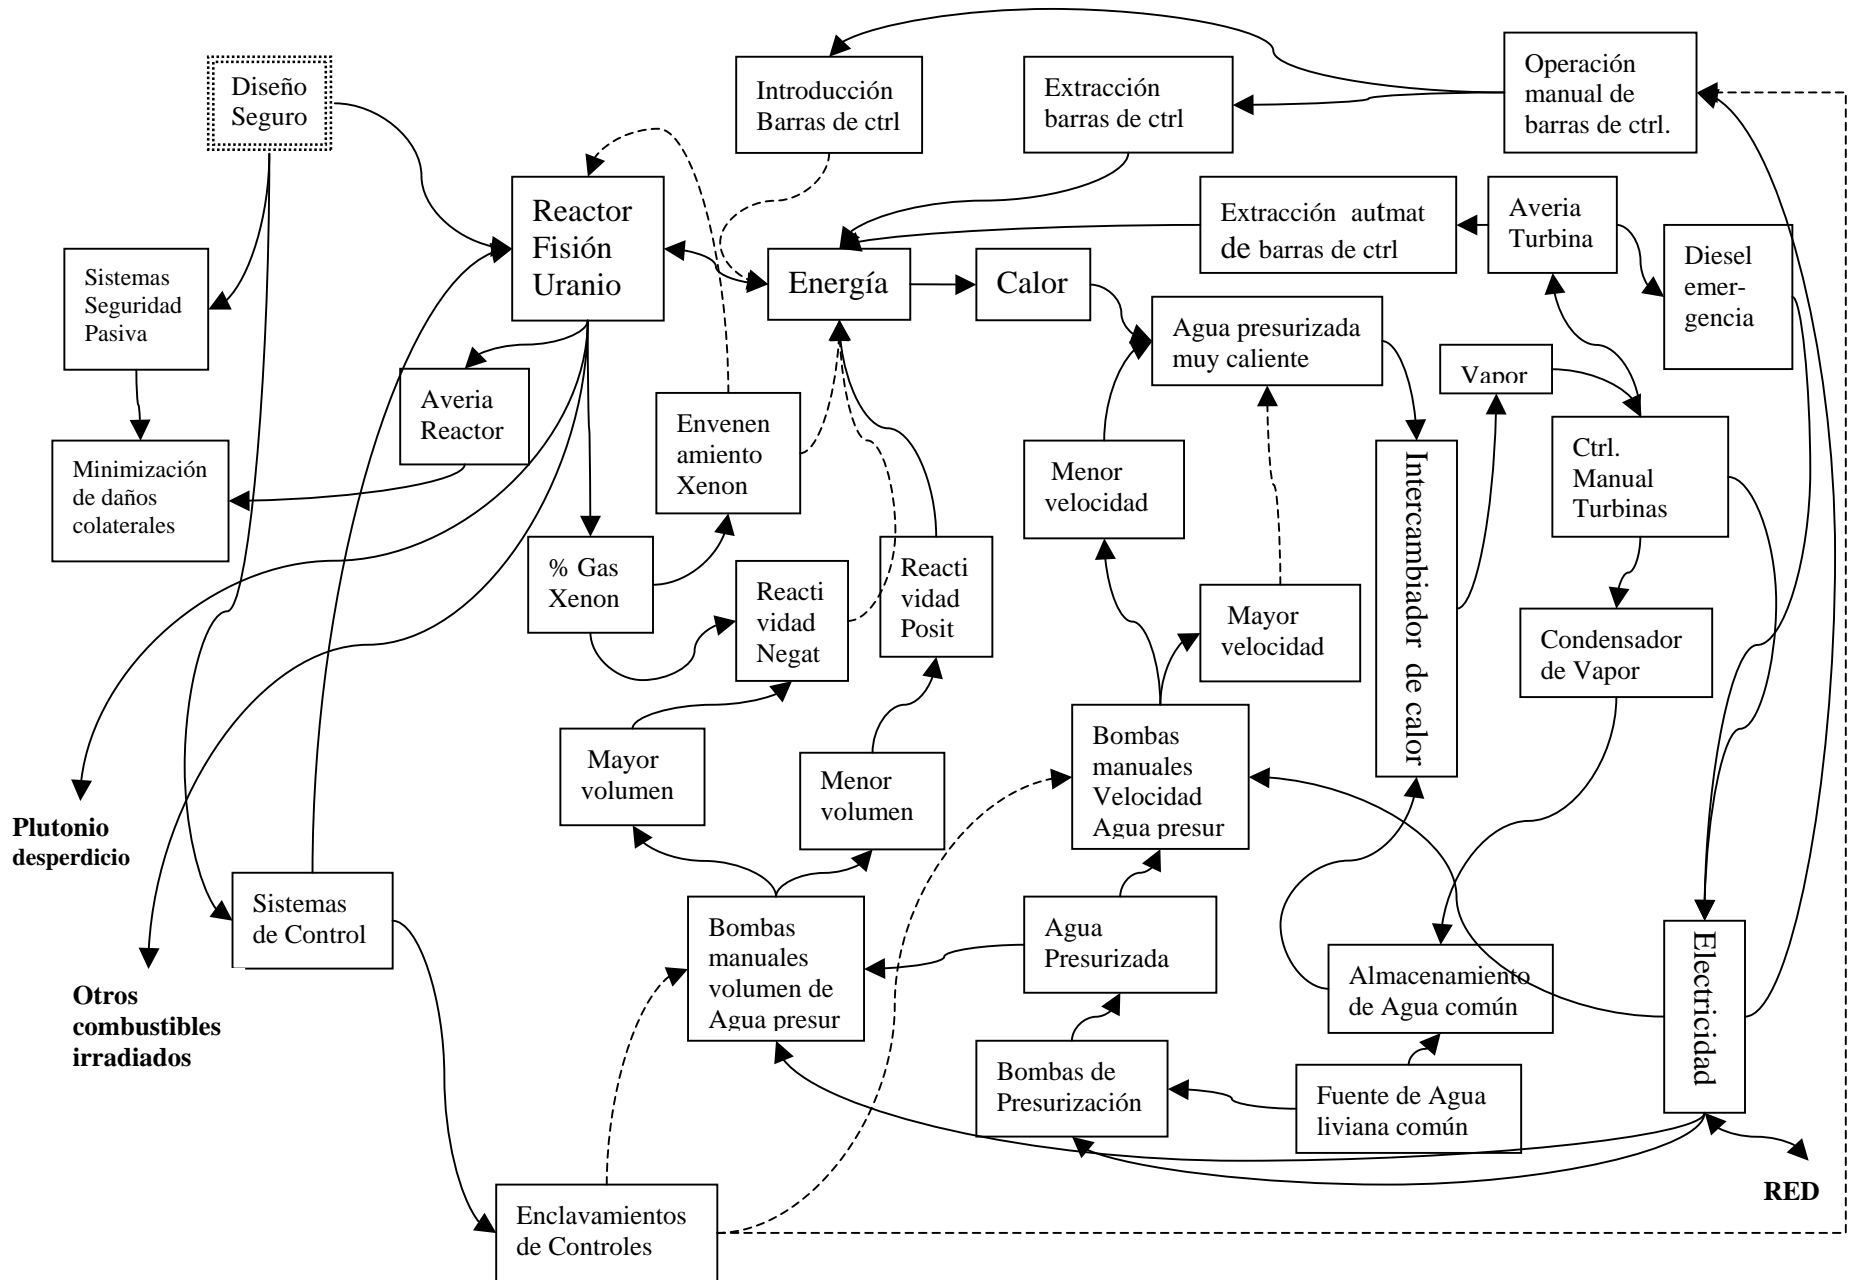 Diseño
Seguro
Introducción
Barras de ctrl
Extracción
barras de ctrl
Operación
manual de
barras de ctrl.
Reactor
Fisión
Uranio
Extracción autmat
de barras de ctrl
Averia
Turbina
Diesel
emer-
gencia
Sistemas
Seguridad
Pasiva
Energía
Calor
Agua presurizada
muy caliente
Vapor
Averia
Reactor
Envenen
amiento
Xenon
Minimización
de daños
colaterales
Menor
velocidad
Intercambiador de calor
Ctrl.
Manual
Turbinas
% Gas
Xenon
Reacti
vidad
Negat
Reacti
vidad
Posit
Mayor
velocidad
Condensador
de Vapor
Mayor
volumen
Menor
volumen
Bombas
manuales
Velocidad
Agua presur
Plutonio
desperdicio
Sistemas
de Control
Bombas
manuales
volumen de
Agua presur
Agua
Presurizada
Almacenamiento
de Agua común
Electricidad
Otros
combustibles
irradiados
Bombas de
Presurización
Fuente de Agua
liviana común
RED
Enclavamientos
de Controles